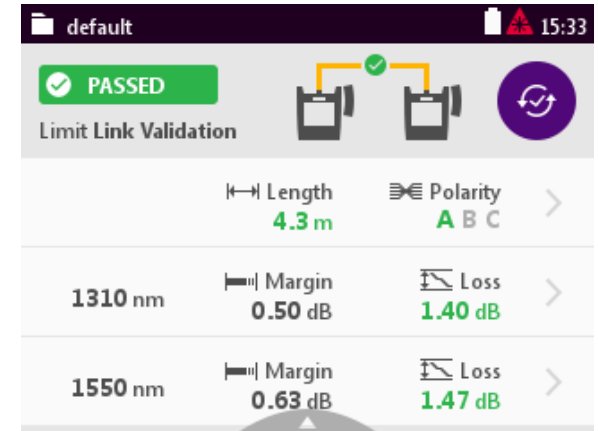 default 15:33
PASSED
Limit Link Validation
Length Polarity
4.3 m A B C
1310 nm Margin Loss
0.50 dB 1.40 dB
1550 nm Margin Loss
0.63 dB 1.47 dB